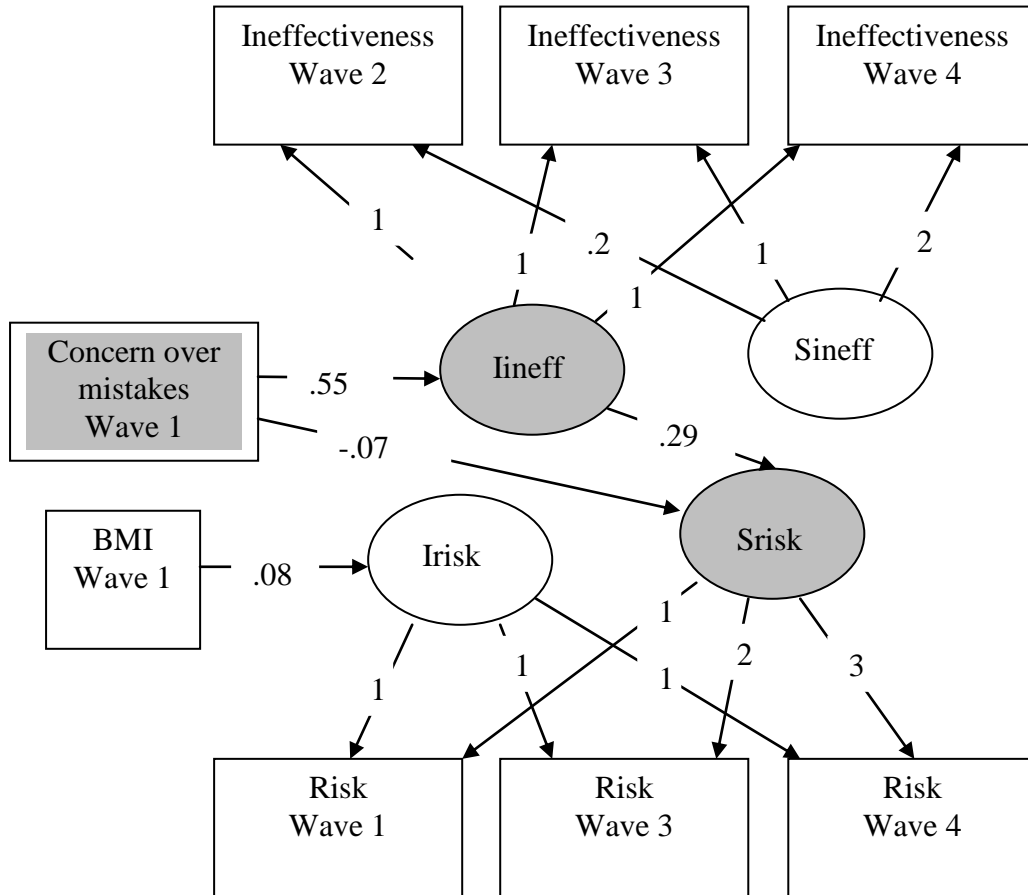 Ineffectiveness
Wave 2
Ineffectiveness
Wave 3
Ineffectiveness
Wave 4
1
1
1
.2
1
2
Concern over
mistakes
Wave 1
.55
Iineff
Sineff
-.07
.29
BMI
Wave 1
.08
Irisk
Srisk
1
1
1
1
2
3
Risk
Wave 1
Risk
Wave 3
Risk
Wave 4